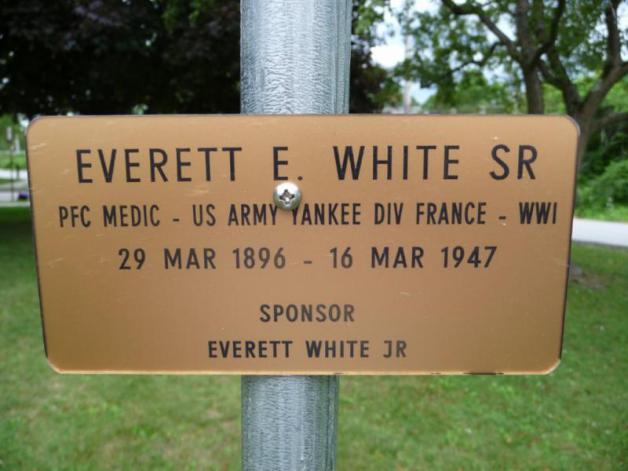 EVERETT E. WHITE SR
PFC MEDIC - US ARMY YANKEE DIV FRANCE - WWI
29 MAR 1896 - 16 MAR 1947
SPONSOR
EVERETT WHITE JR